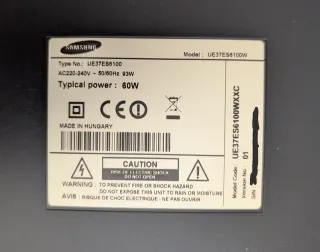 SAMSUNG
Model : UE37ES6100W
Type No.: UE37ES6100
AC220-240V ~ 50/60Hz 93W
Typical power : 60W
CE
MADE IN HUNGARY
CAUTION
RISK OF ELECTRIC SHOCK
DO NOT OPEN
WARNING : TO PREVENT FIRE OR SHOCK HAZARD
DO NOT EXPOSE THIS UNIT TO RAIN OR MOISTURE
AVIS : RISQUE DE CHOC ELECTRIQUE - NE PAS OUVRIR
Model Code : UE37ES6100WXXC
Version No : 01
S/N